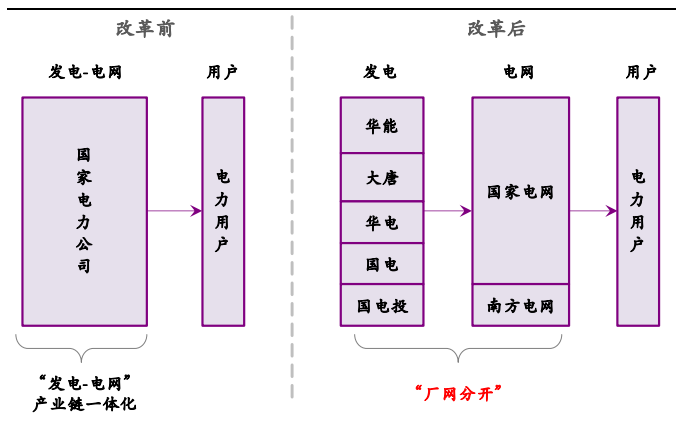 改革前
改革后
发电-电网
用户
发电
电网
用户
国家电力公司
电力用户
华能
大唐
华电
国电
国电投
国家电网
南方电网
电力用户
“发电-电网”
产业链一体化
“厂网分开”